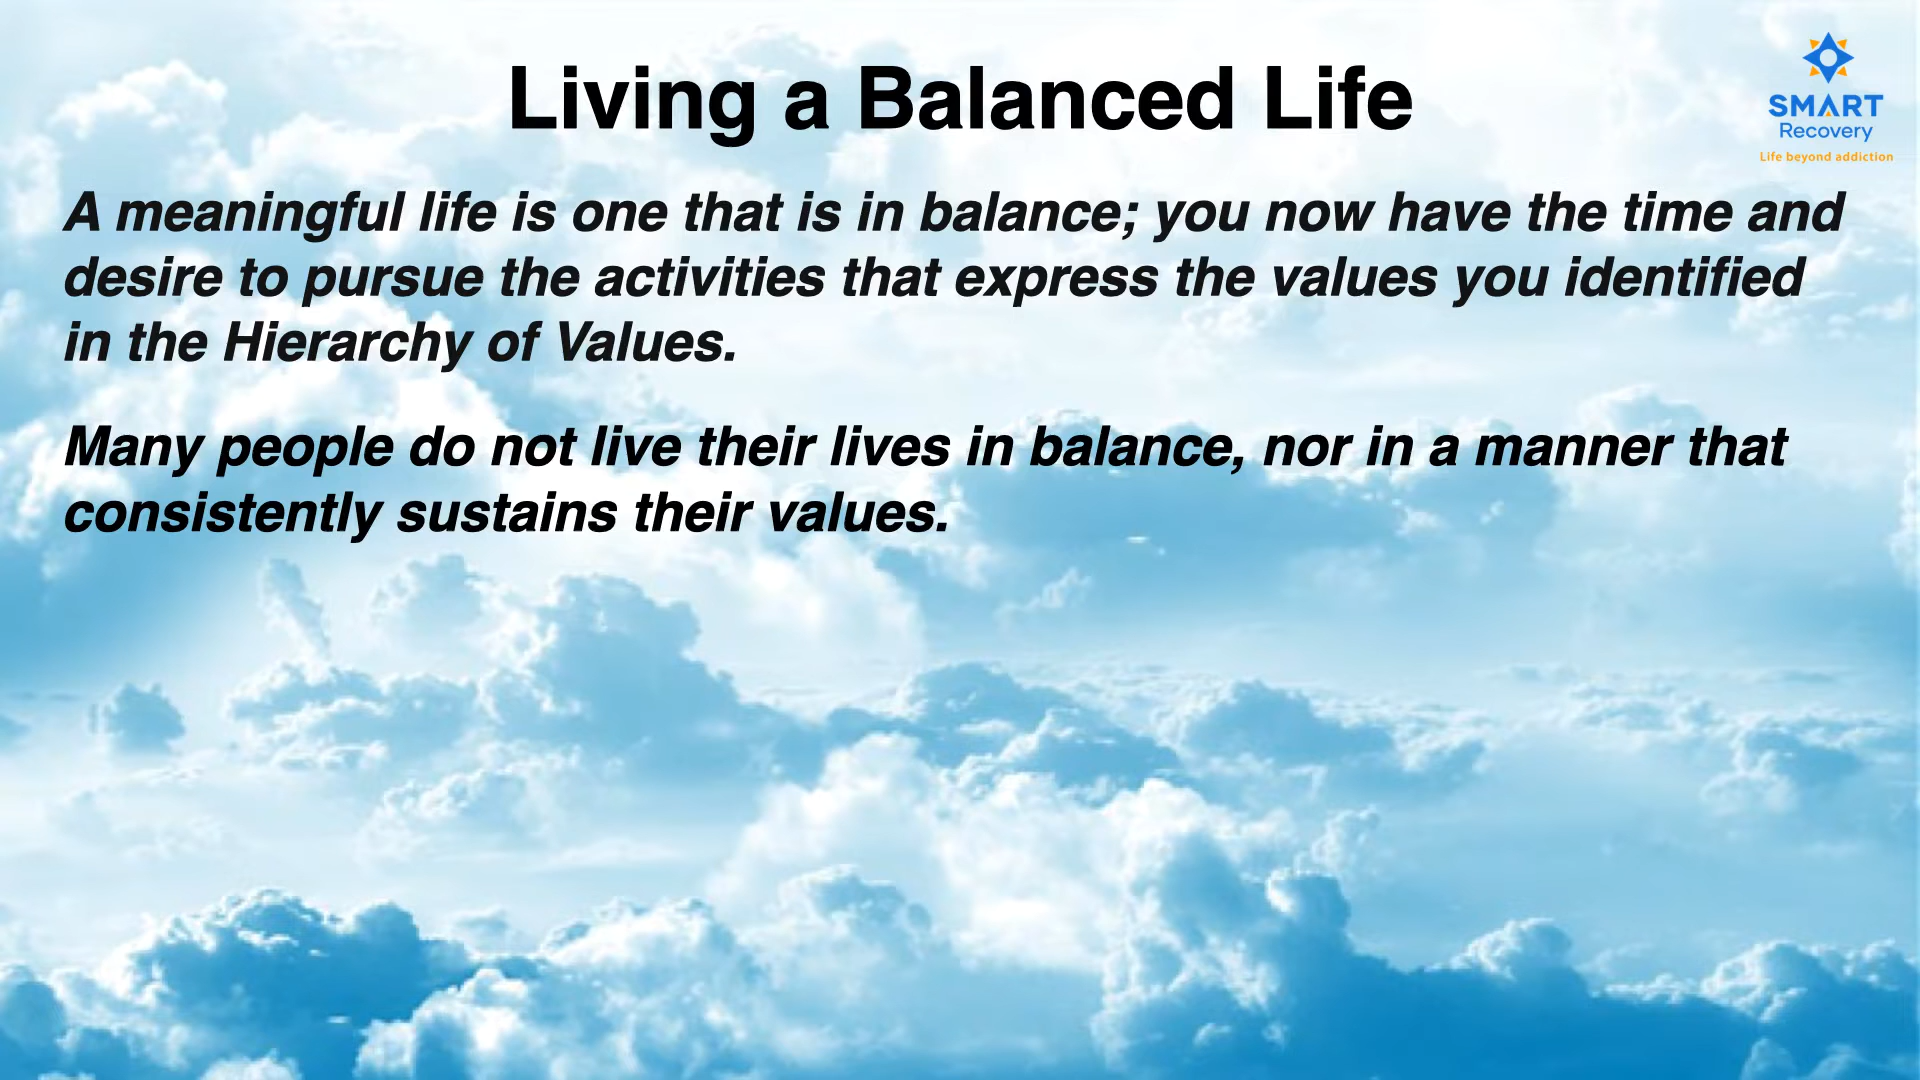 Living a Balanced Life
SMART
Recovery
Life beyond addiction
A meaningful life is one that is in balance; you now have the time and
desire to pursue the activities that express the values you identified
in the Hierarchy of Values.
Many people do not live their lives in balance, nor in a manner that
consistently sustains their values.